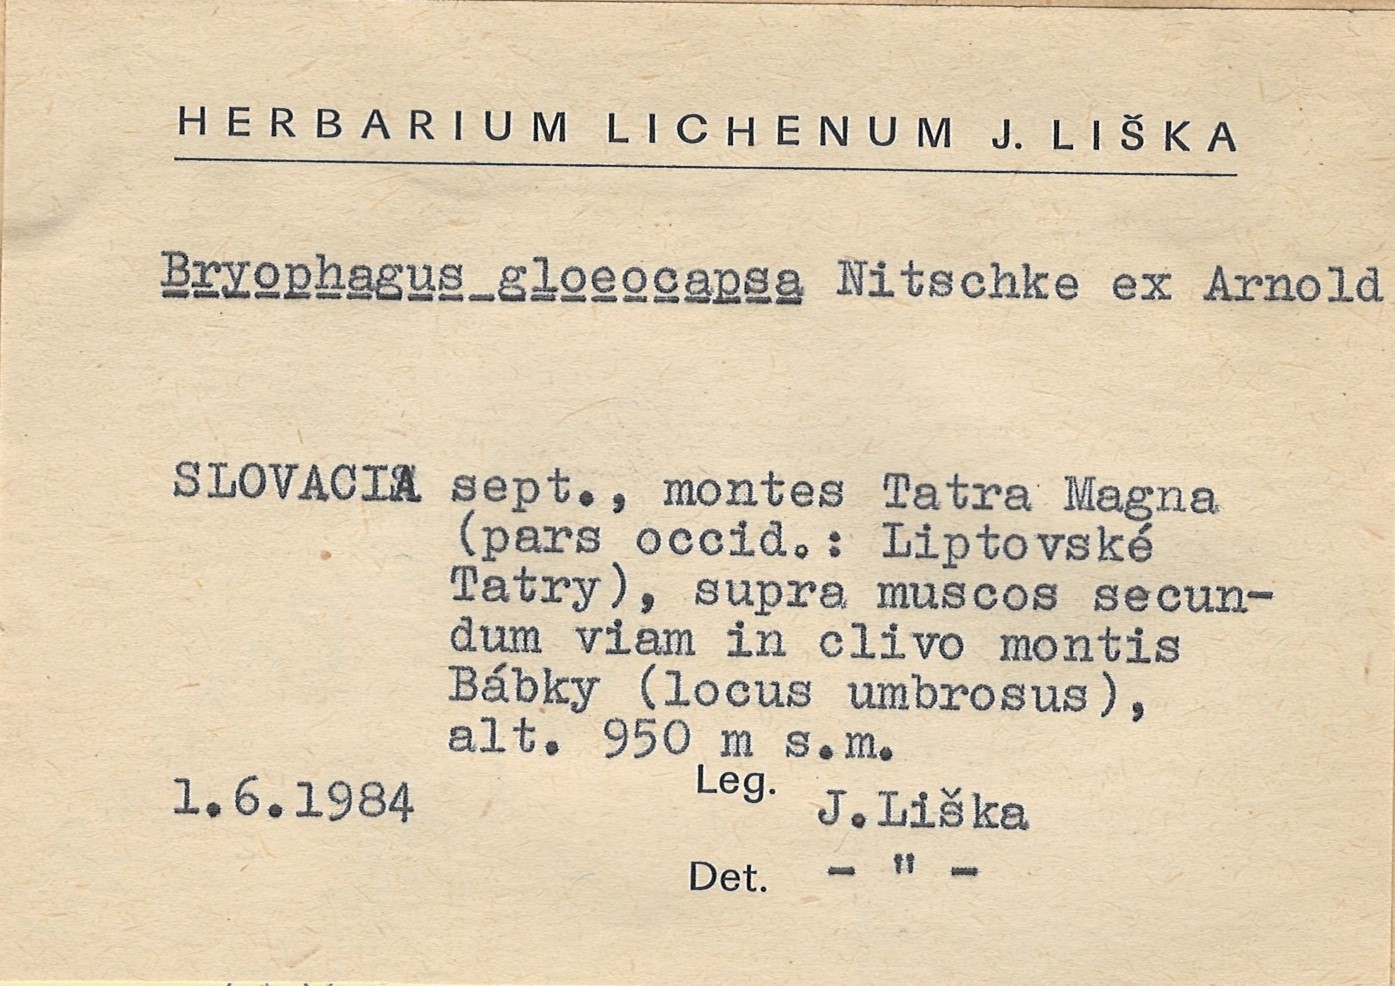 HERBARIUM LICHENUM J. LIŠKA
Bryophagus gloeocapsa Nitschke ex Arnold
SLOVACIA sept., montes Tatra Magna
(pars occid.: Liptovské
Tatry), supra muscos secun-
dum viam in clivo montis
Bábky (locus umbrosus),
alt. 950 m s.m.
1.6.1984 Leg. J.Liška
Det. - " -